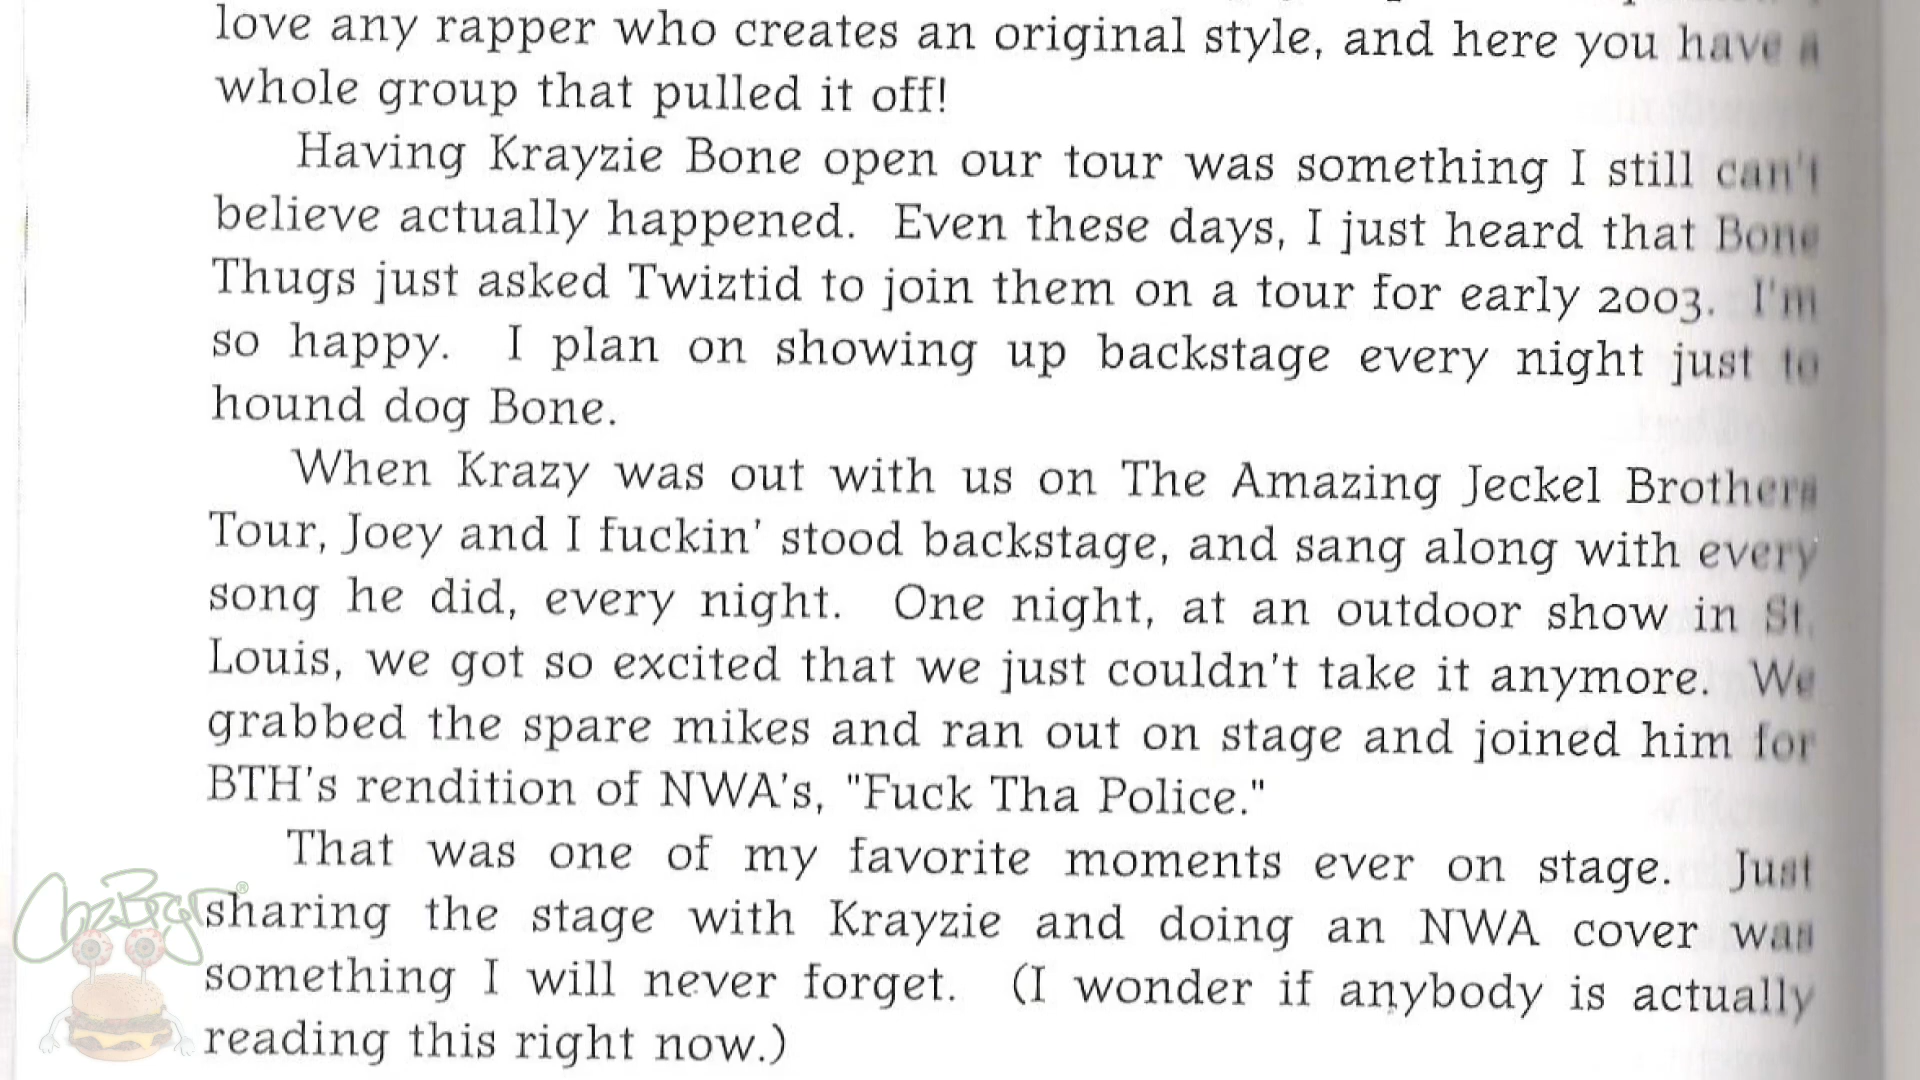 love any rapper who creates an original style, and here you have a
whole group that pulled it off!
Having Krayzie Bone open our tour was something I still can't
believe actually happened. Even these days, I just heard that Bone
Thugs just asked Twiztid to join them on a tour for early 2003. I'm
so happy. I plan on showing up backstage every night just to
hound dog Bone.
When Krazy was out with us on The Amazing Jeckel Brothers
Tour, Joey and I fuckin' stood backstage, and sang along with every
song he did, every night. One night, at an outdoor show in St.
Louis, we got so excited that we just couldn't take it anymore. We
grabbed the spare mikes and ran out on stage and joined him for
BTH's rendition of NWA's, "Fuck Tha Police."
That was one of my favorite moments ever on stage. Just
sharing the stage with Krayzie and doing an NWA cover was
something I will never forget. (I wonder if anybody is actually
reading this right now.)